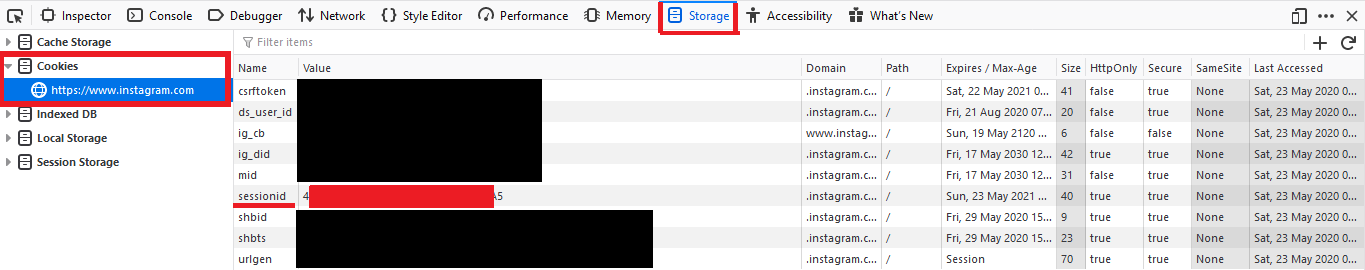 Inspector Console Debugger Network Style Editor Performance Memory Storage Accessibility What's New
Cache Storage Filter items
Cookies Name Value Domain Path Expires / Max-Age Size HttpOnly Secure SameSite Last Accessed
https://www.instagram.com csrftoken .instagram.c... / Sat, 22 May 2021 0... 41 false true None Sat, 23 May 2020 0...
Indexed DB ds_user_id .instagram.c... / Fri, 21 Aug 2020 07... 20 false true None Sat, 23 May 2020 0...
Local Storage ig_cb www.instag... / Sun, 19 May 2120 ... 6 false false None Sat, 23 May 2020 0...
Session Storage ig_did .instagram.c... / Fri, 17 May 2030 12... 42 true true None Sat, 23 May 2020 0...
mid .instagram.c... / Fri, 17 May 2030 12... 31 false true None Sat, 23 May 2020 0...
sessionid 4 A5 .instagram.c... / Sun, 23 May 2021 ... 40 true true None Sat, 23 May 2020 0...
shbid .instagram.c... / Fri, 29 May 2020 15... 9 true true None Sat, 23 May 2020 0...
shbts .instagram.c... / Fri, 29 May 2020 15... 23 true true None Sat, 23 May 2020 0...
urlgen .instagram.c... / Session 70 true true None Sat, 23 May 2020 0...